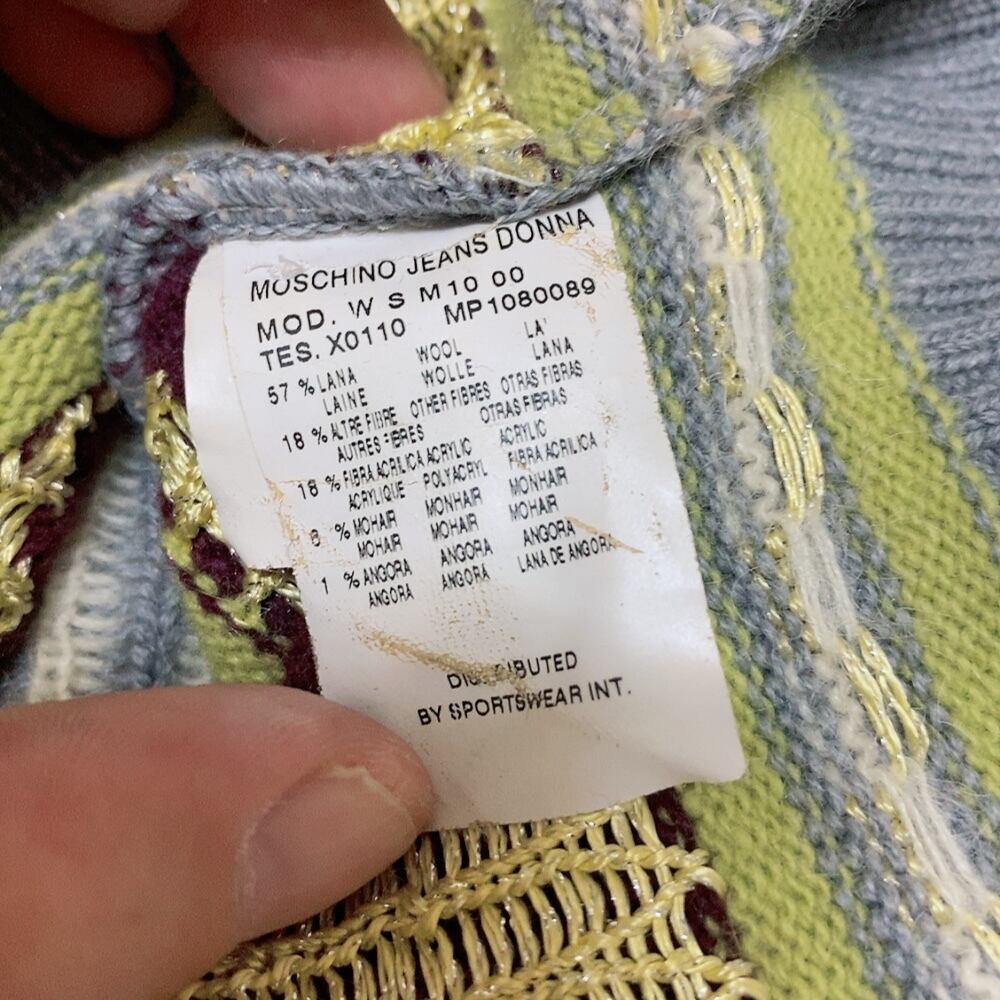 MOSCHINO JEANS DONNA
MOD. W S M10 00
TES. X0110 MP1080089
57 % LANA WOOL LA'
LAINE WOLLE LANA
18 % ALTRE FIBRE OTHER FIBRES OTRAS FIBRAS
AUTRES FIBRES OTRAS FIBRAS
18 % FIBRA ACRILICA ACRYLIC ACRYLIC
ACRYLIQUE POLYACRYL FIBRA ACRILICA
6 % MOHAIR MONHAIR MONHAIR
MOHAIR MOHAIR MOHAIR
1 % ANGORA ANGORA ANGORA
ANGORA ANGORA LANA DE ANGORA
DISTRIBUTED
BY SPORTSWEAR INT.